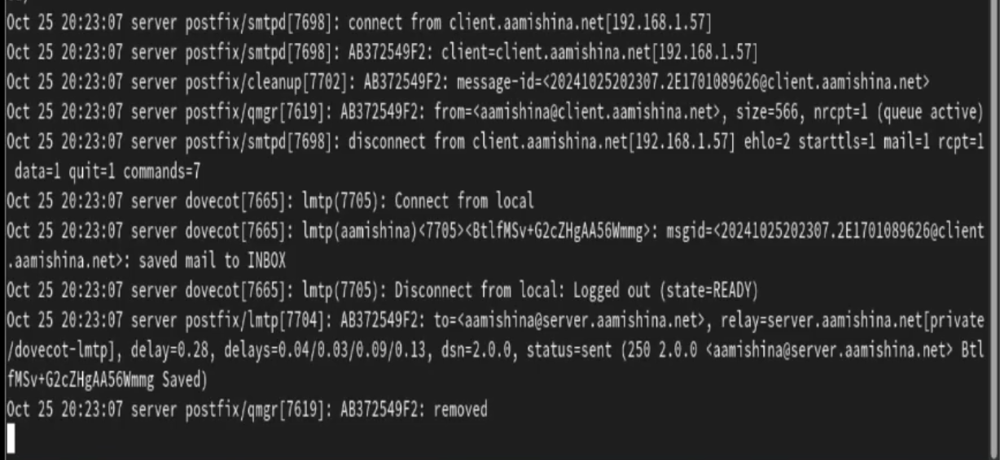 Oct 25 20:23:07 server postfix/smtpd[7698]: connect from client.aamishina.net[192.168.1.57]
Oct 25 20:23:07 server postfix/smtpd[7698]: AB372549F2: client=client.aamishina.net[192.168.1.57]
Oct 25 20:23:07 server postfix/cleanup[7702]: AB372549F2: message-id=<20241025202307.2E1701089626@client.aamishina.net>
Oct 25 20:23:07 server postfix/qmgr[7619]: AB372549F2: from=<aamishina@client.aamishina.net>, size=566, nrcpt=1 (queue active)
Oct 25 20:23:07 server postfix/smtpd[7698]: disconnect from client.aamishina.net[192.168.1.57] ehlo=2 starttls=1 mail=1 rcpt=1
data=1 quit=1 commands=7
Oct 25 20:23:07 server dovecot[7665]: lmtp(7705): Connect from local
Oct 25 20:23:07 server dovecot[7665]: lmtp(aamishina)<7705><BtlfMSv+G2cZHgAA56Wmmg>: msgid=<20241025202307.2E1701089626@client
.aamishina.net>: saved mail to INBOX
Oct 25 20:23:07 server dovecot[7665]: lmtp(7705): Disconnect from local: Logged out (state=READY)
Oct 25 20:23:07 server postfix/lmtp[7704]: AB372549F2: to=<aamishina@server.aamishina.net>, relay=server.aamishina.net[private
/dovecot-lmtp], delay=0.28, delays=0.04/0.03/0.09/0.13, dsn=2.0.0, status=sent (250 2.0.0 <aamishina@server.aamishina.net> Btl
fMSv+G2cZHgAA56Wmmg Saved)
Oct 25 20:23:07 server postfix/qmgr[7619]: AB372549F2: removed